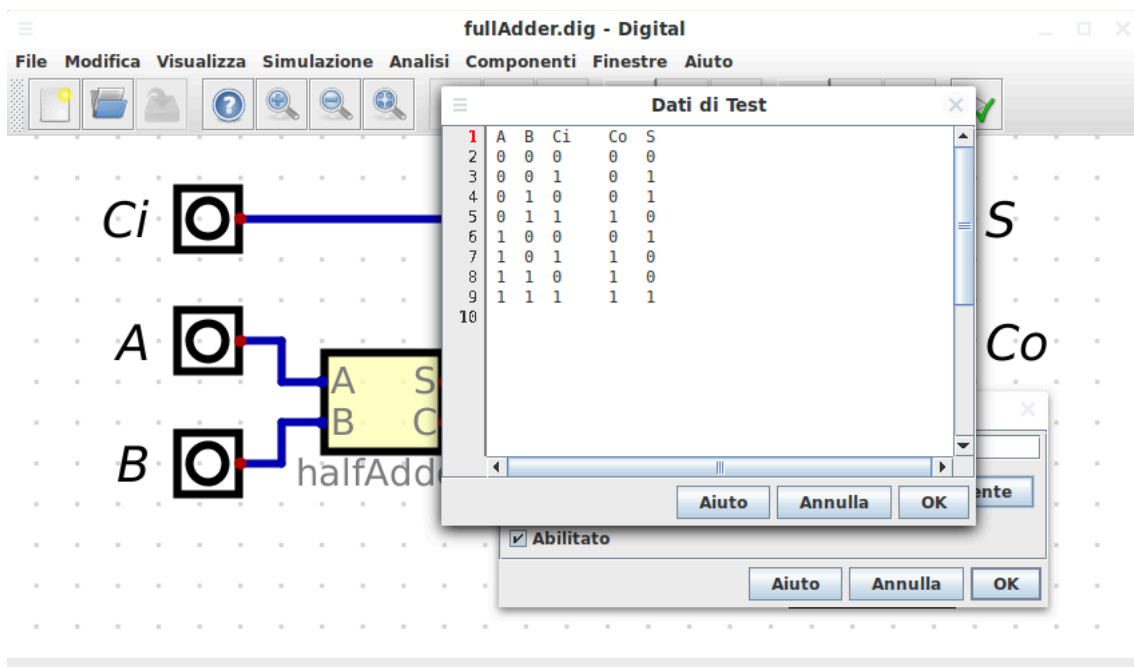 fullAdder.dig - Digital
File Modifica Visualizza Simulazione Analisi Componenti Finestre Aiuto
Dati di Test
1 A B Ci Co S
2 0 0 0 0 0
3 0 0 1 0 1
4 0 1 0 0 1
5 0 1 1 1 0
6 1 0 0 0 1
7 1 0 1 1 0
8 1 1 0 1 0
9 1 1 1 1 1
10
Ci
S
A
Co
A S
B C
B
halfAdd
Aiuto Annulla OK
ente
Abilitato
Aiuto Annulla OK